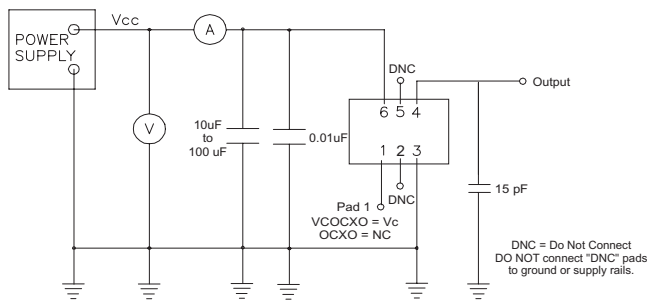 Vcc
A
POWER
SUPPLY
DNC
Output
6 5 4
V
10uF
to
100 uF
0.01uF
1 2 3
15 pF
Pad 1
DNC
VCOCXO = Vc
OCXO = NC
DNC = Do Not Connect
DO NOT connect "DNC" pads
to ground or supply rails.